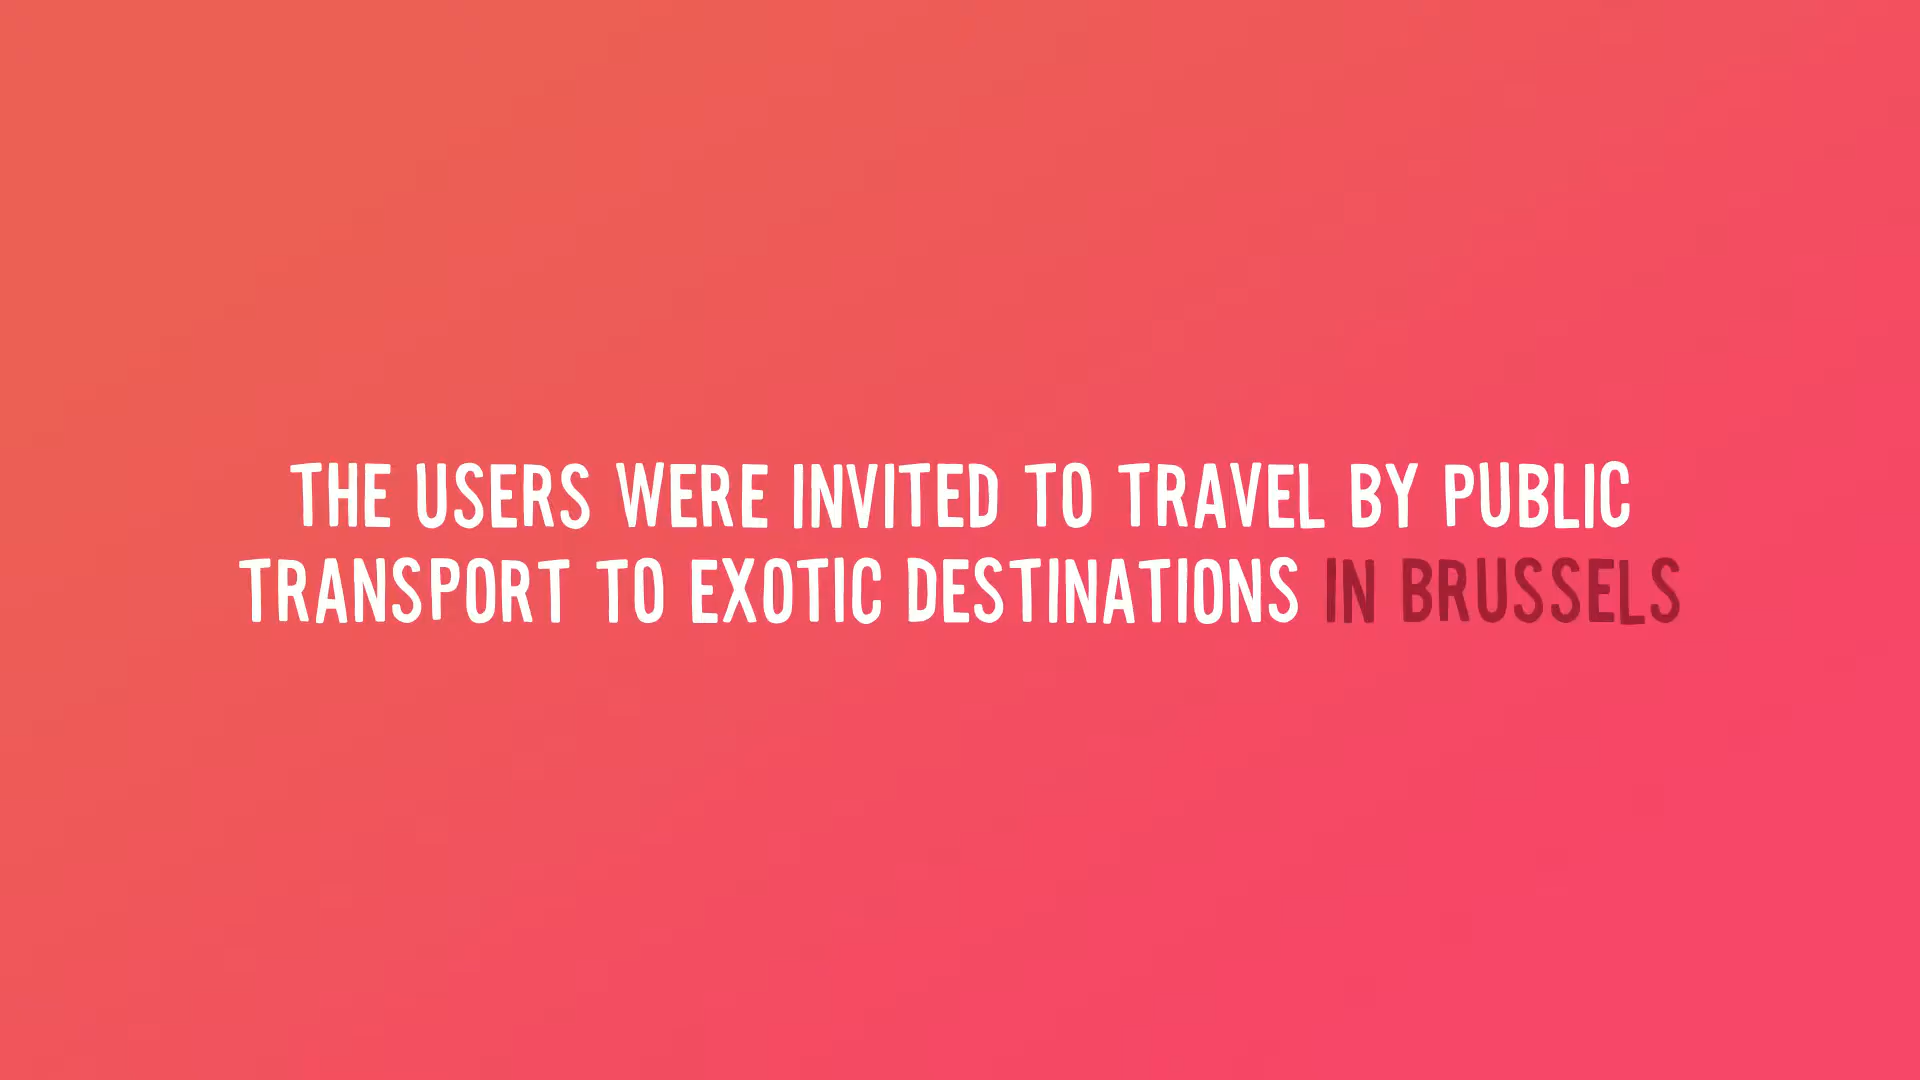 THE USERS WERE INVITED TO TRAVEL BY PUBLIC
TRANSPORT TO EXOTIC DESTINATIONS IN BRUSSELS